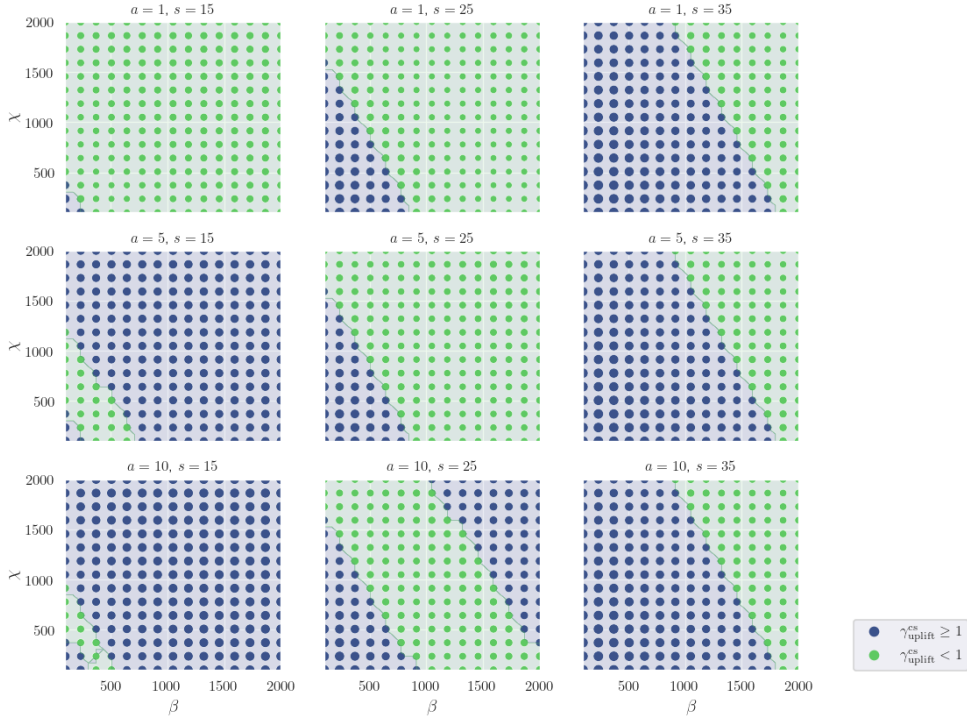 a = 1, s = 15
a = 1, s = 25
a = 1, s = 35
2000
1500
1000
500
χ
a = 5, s = 15
a = 5, s = 25
a = 5, s = 35
2000
1500
1000
500
χ
a = 10, s = 15
a = 10, s = 25
a = 10, s = 35
2000
1500
1000
500
χ
500 1000 1500 2000
500 1000 1500 2000
500 1000 1500 2000
β
β
β
γ^cs_uplift ≥ 1
γ^cs_uplift < 1